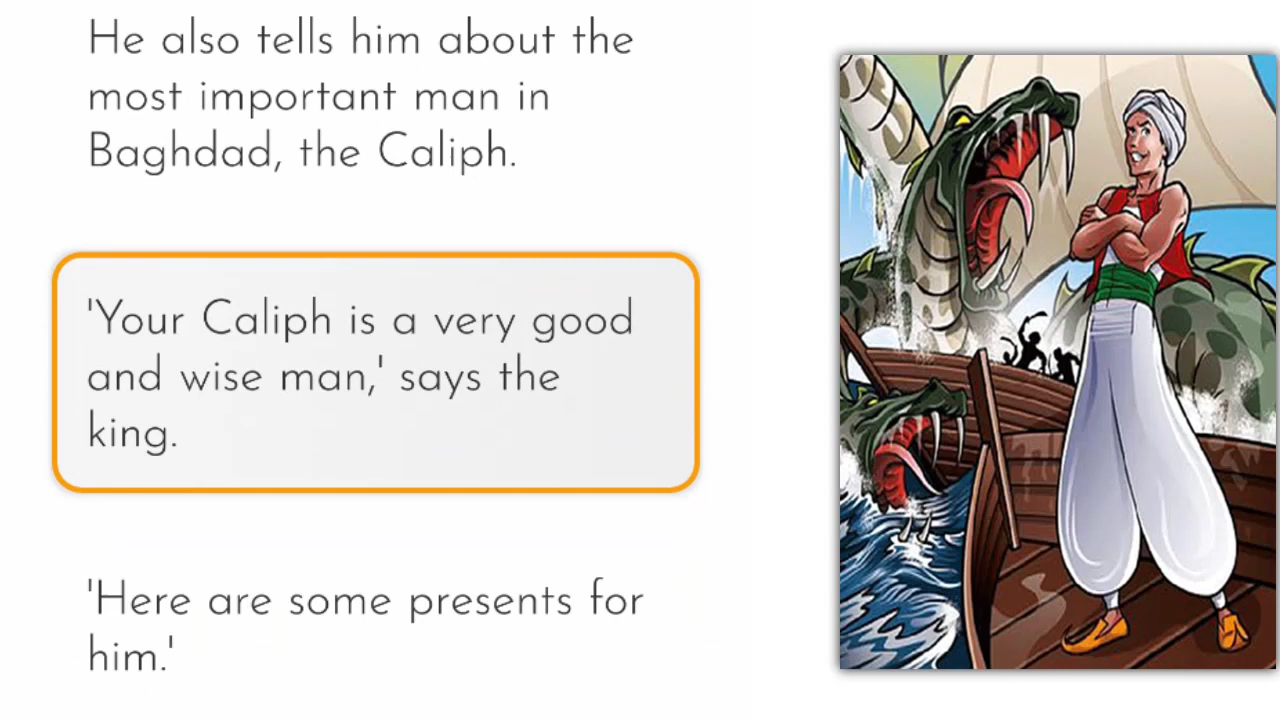 He also tells him about the
most important man in
Baghdad, the Caliph.
'Your Caliph is a very good
and wise man,' says the
king.
'Here are some presents for
him.'